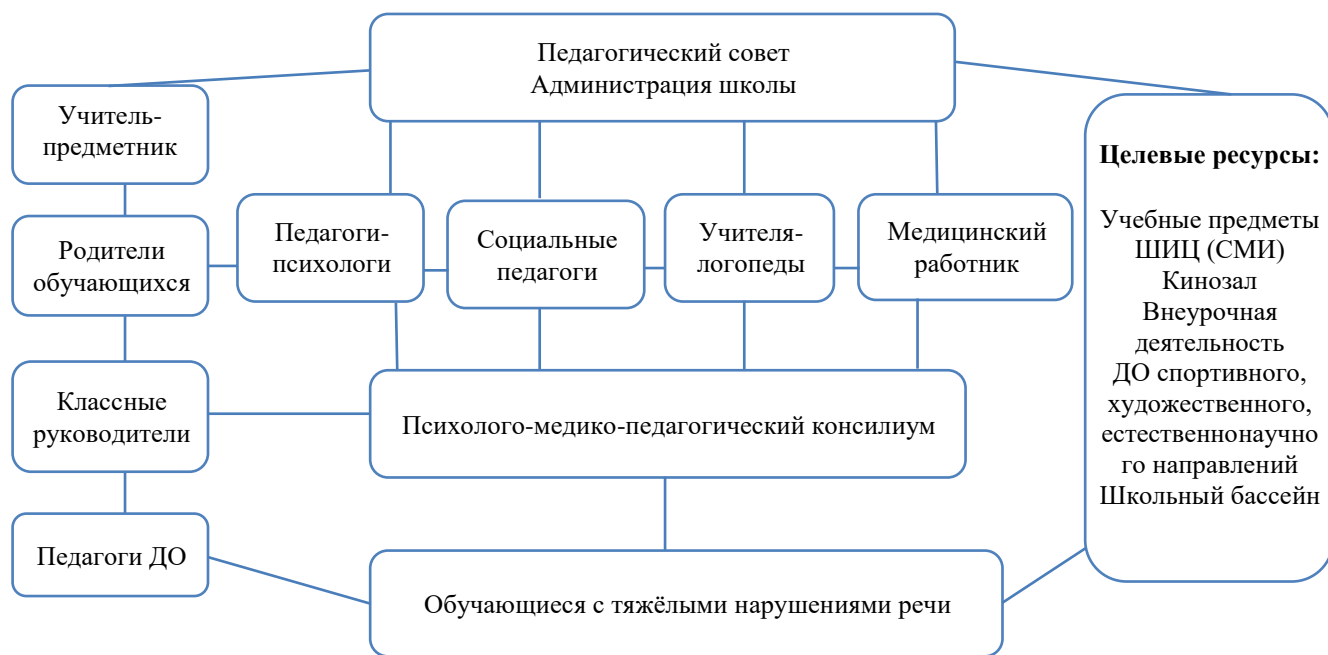 Педагогический совет
Администрация школы
Учитель-
предметник
Родители
обучающихся
Классные
руководители
Педагоги ДО
Педагоги-
психологи
Социальные
педагоги
Учителя-
логопеды
Медицинский
работник
Психолого-медико-педагогический консилиум
Обучающиеся с тяжёлыми нарушениями речи
Целевые ресурсы:
Учебные предметы
ШИЦ (СМИ)
Кинозал
Внеурочная
деятельность
ДО спортивного,
художественного,
естественнонаучно
го направлений
Школьный бассейн